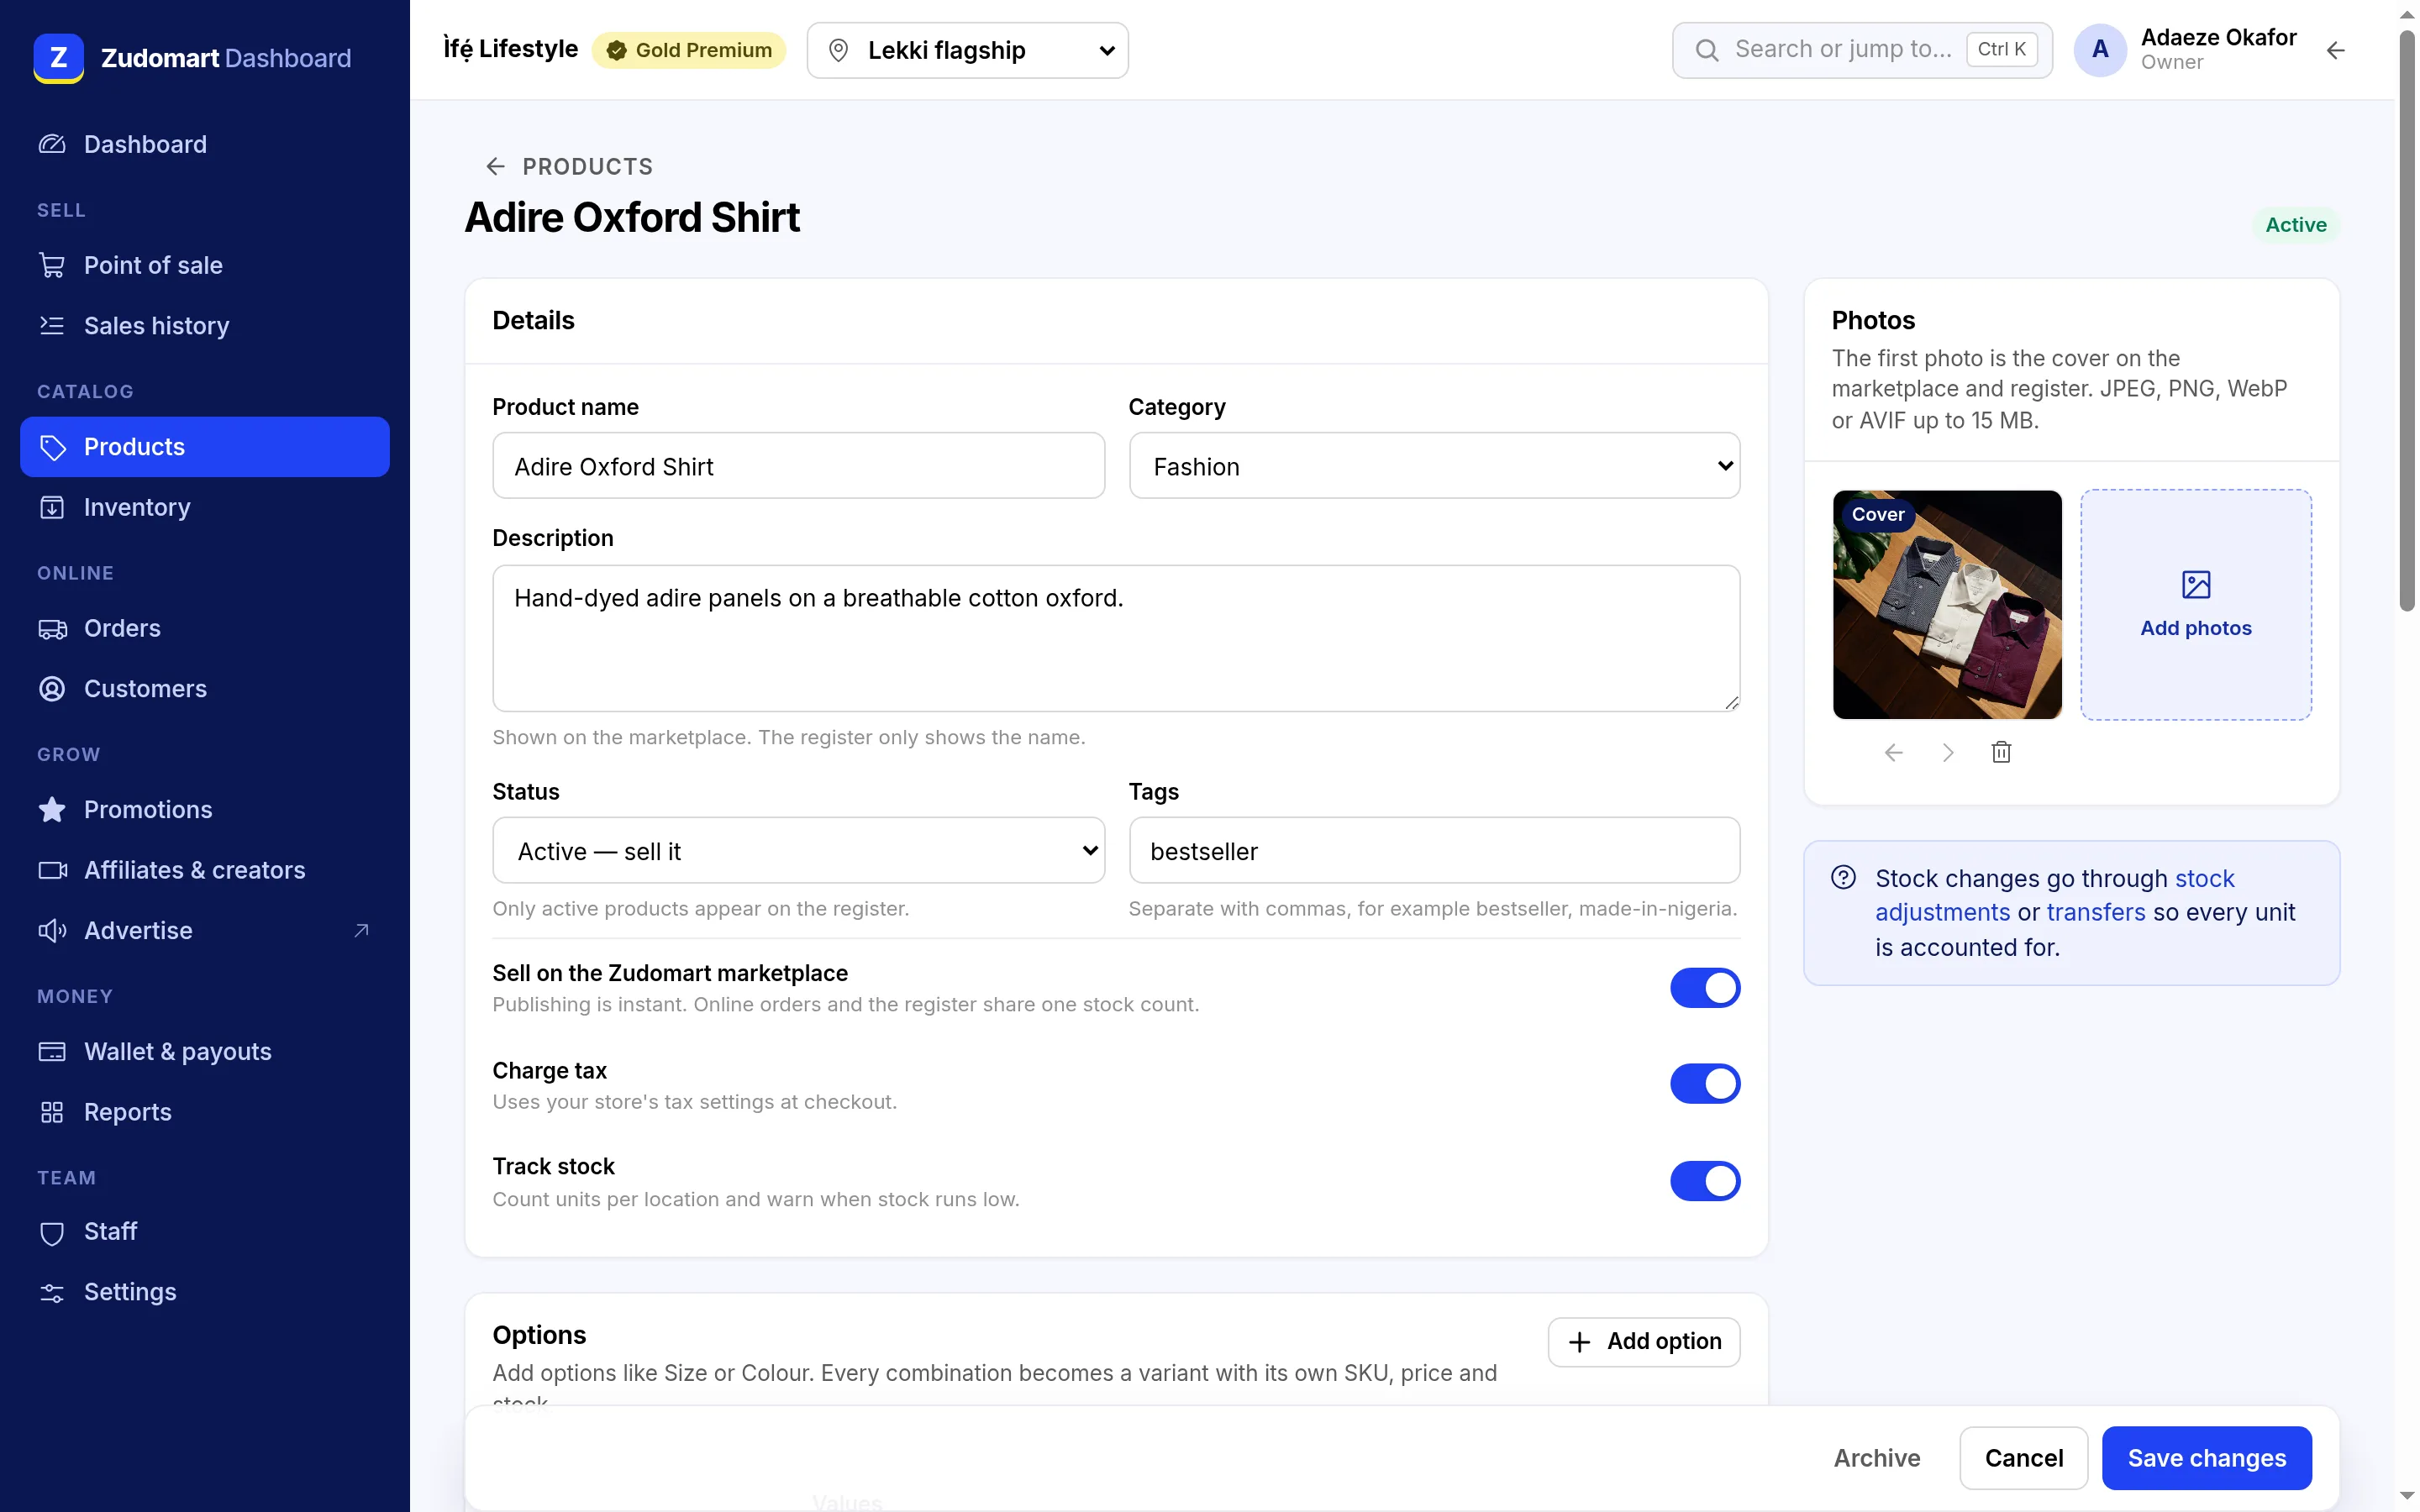 Z
Zudomart Dashboard
Dashboard
SELL
Point of sale
Sales history
CATALOG
Products
Inventory
ONLINE
Orders
Customers
GROW
Promotions
Affiliates & creators
Advertise
MONEY
Wallet & payouts
Reports
TEAM
Staff
Settings
Ìfẹ́ Lifestyle
Gold Premium
Lekki flagship
Search or jump to...
Ctrl K
A
Adaeze Okafor
Owner
PRODUCTS
Adire Oxford Shirt
Active
Details
Product name
Category
Adire Oxford Shirt
Fashion
Description
Hand-dyed adire panels on a breathable cotton oxford.
Shown on the marketplace. The register only shows the name.
Status
Tags
Active — sell it
bestseller
Only active products appear on the register.
Separate with commas, for example bestseller, made-in-nigeria.
Sell on the Zudomart marketplace
Publishing is instant. Online orders and the register share one stock count.
Charge tax
Uses your store's tax settings at checkout.
Track stock
Count units per location and warn when stock runs low.
Options
Add option
Add options like Size or Colour. Every combination becomes a variant with its own SKU, price and
stock.
Values
Photos
The first photo is the cover on the
marketplace and register. JPEG, PNG, WebP
or AVIF up to 15 MB.
Cover
Add photos
Stock changes go through stock
adjustments or transfers so every unit
is accounted for.
Archive
Cancel
Save changes